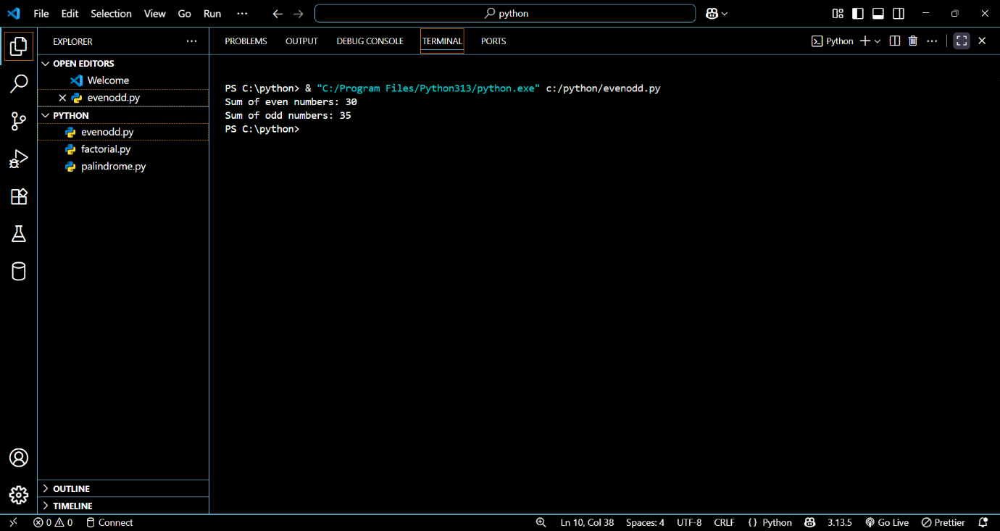 File Edit Selection View Go Run ··· python
EXPLORER ···
OPEN EDITORS
Welcome
evenodd.py
PYTHON
evenodd.py
factorial.py
palindrome.py
OUTLINE
TIMELINE
PROBLEMS OUTPUT DEBUG CONSOLE TERMINAL PORTS Python ···
PS C:\python> & "C:/Program Files/Python313/python.exe" c:/python/evenodd.py
Sum of even numbers: 30
Sum of odd numbers: 35
PS C:\python>
0 0 Connect Ln 10, Col 38 Spaces: 4 UTF-8 CRLF {} Python 3.13.5 Go Live Prettier